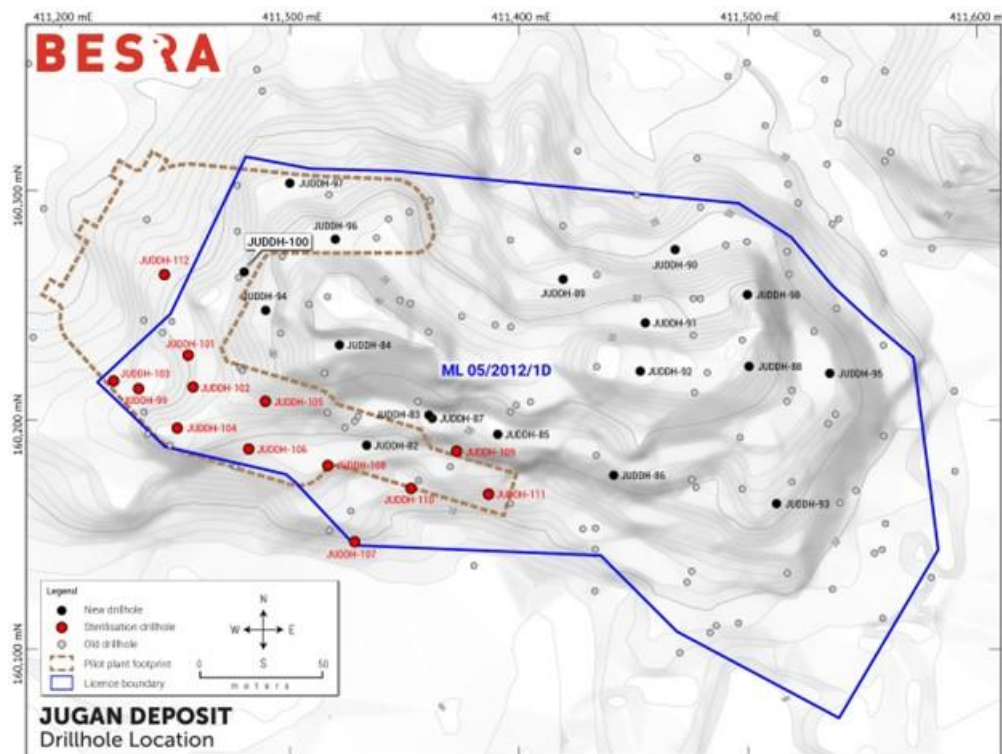 411,200 mE
411,300 mE
411,400 mE
411,500 mE
411,600 mE
BESRA
160,300 mN
160,200 mN
160,100 mN
JUDDH-97
JUDDH-96
JUDDH-100
JUDDH-90
JUDDH-112
JUDDH-89
JUDDH-98
JUDDH-94
JUDDH-91
JUDDH-84
JUDDH-101
ML 05/2012/1D
JUDDH-92
JUDDH-88
JUDDH-95
JUDDH-103
JUDDH-99
JUDDH-102
JUDDH-105
JUDDH-83
JUDDH-87
JUDDH-104
JUDDH-85
JUDDH-82
JUDDH-106
JUDDH-109
JUDDH-108
JUDDH-86
JUDDH-110
JUDDH-111
JUDDH-93
JUDDH-107
Legend
New drillhole
Sterilisation drillhole
Old drillhole
Pilot plant footprint
Licence boundary
N
W E
S
0 50
meters
JUGAN DEPOSIT
Drillhole Location